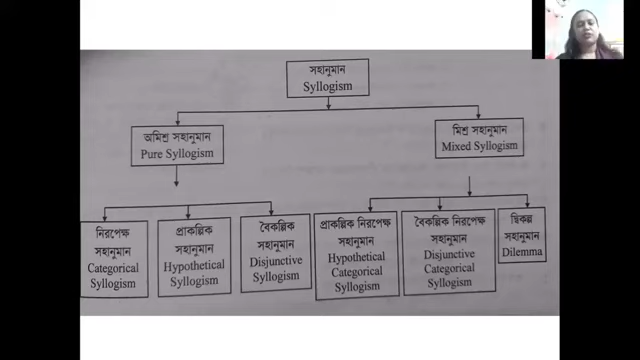 সহানুমান
Syllogism
অমিশ্র সহানুমান
Pure Syllogism
মিশ্র সহানুমান
Mixed Syllogism
নিরপেক্ষ
সহানুমান
Categorical
Syllogism
প্রাকল্পিক
সহানুমান
Hypothetical
Syllogism
বৈকল্পিক
সহানুমান
Disjunctive
Syllogism
প্রাকল্পিক নিরপেক্ষ
সহানুমান
Hypothetical
Categorical
Syllogism
বৈকল্পিক নিরপেক্ষ
সহানুমান
Disjunctive
Categorical
Syllogism
দ্বিকল্প
সহানুমান
Dilemma